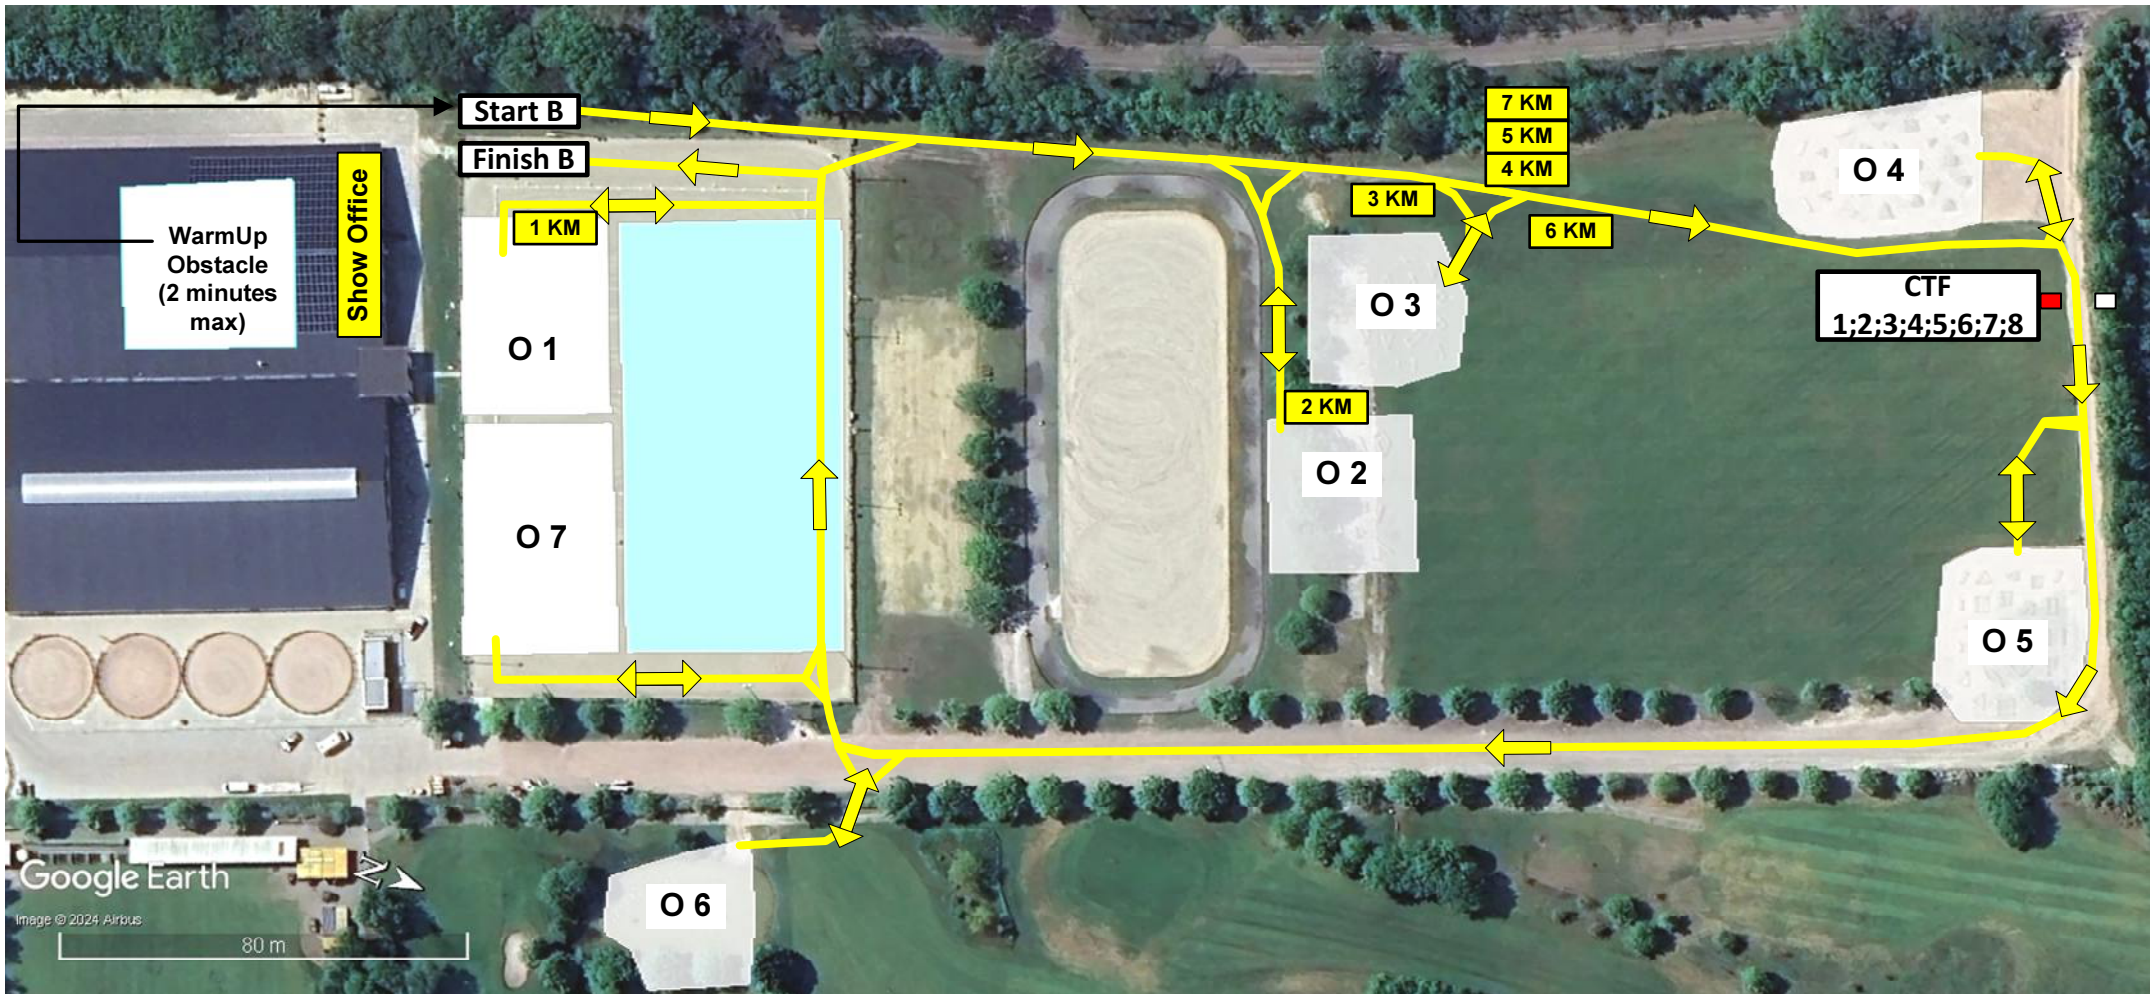 Start B
Finish B
Show Office
WarmUp
Obstacle
(2 minutes
max)
1 KM
O 1
O 7
7 KM
5 KM
4 KM
3 KM
6 KM
O 4
O 3
2 KM
O 2
CTF
1;2;3;4;5;6;7;8
O 5
O 6
Google Earth
N
Image © 2024 Airbus
80 m